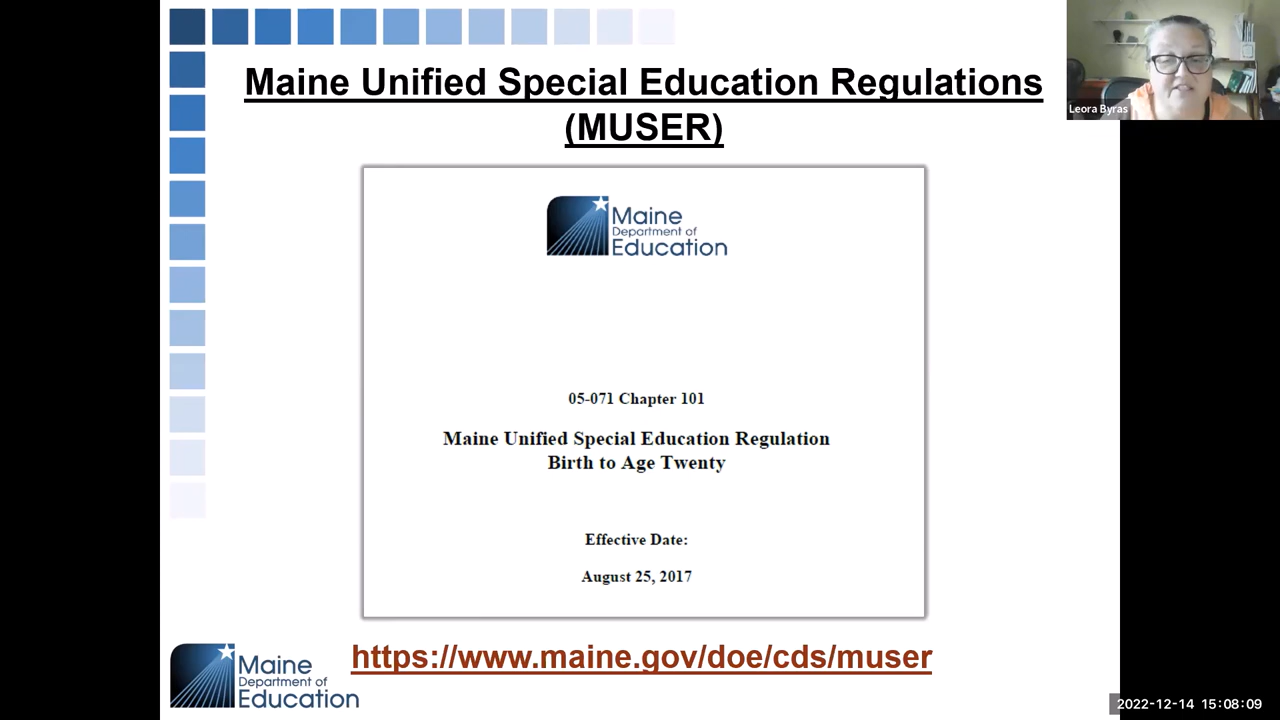 Maine Unified Special Education Regulations
(MUSER)
Leora Byras
Maine
Department of
Education
05-071 Chapter 101
Maine Unified Special Education Regulation
Birth to Age Twenty
Effective Date:
August 25, 2017
https://www.maine.gov/doe/cds/muser
Maine
Department of
Education
2022-12-14 15:08:09